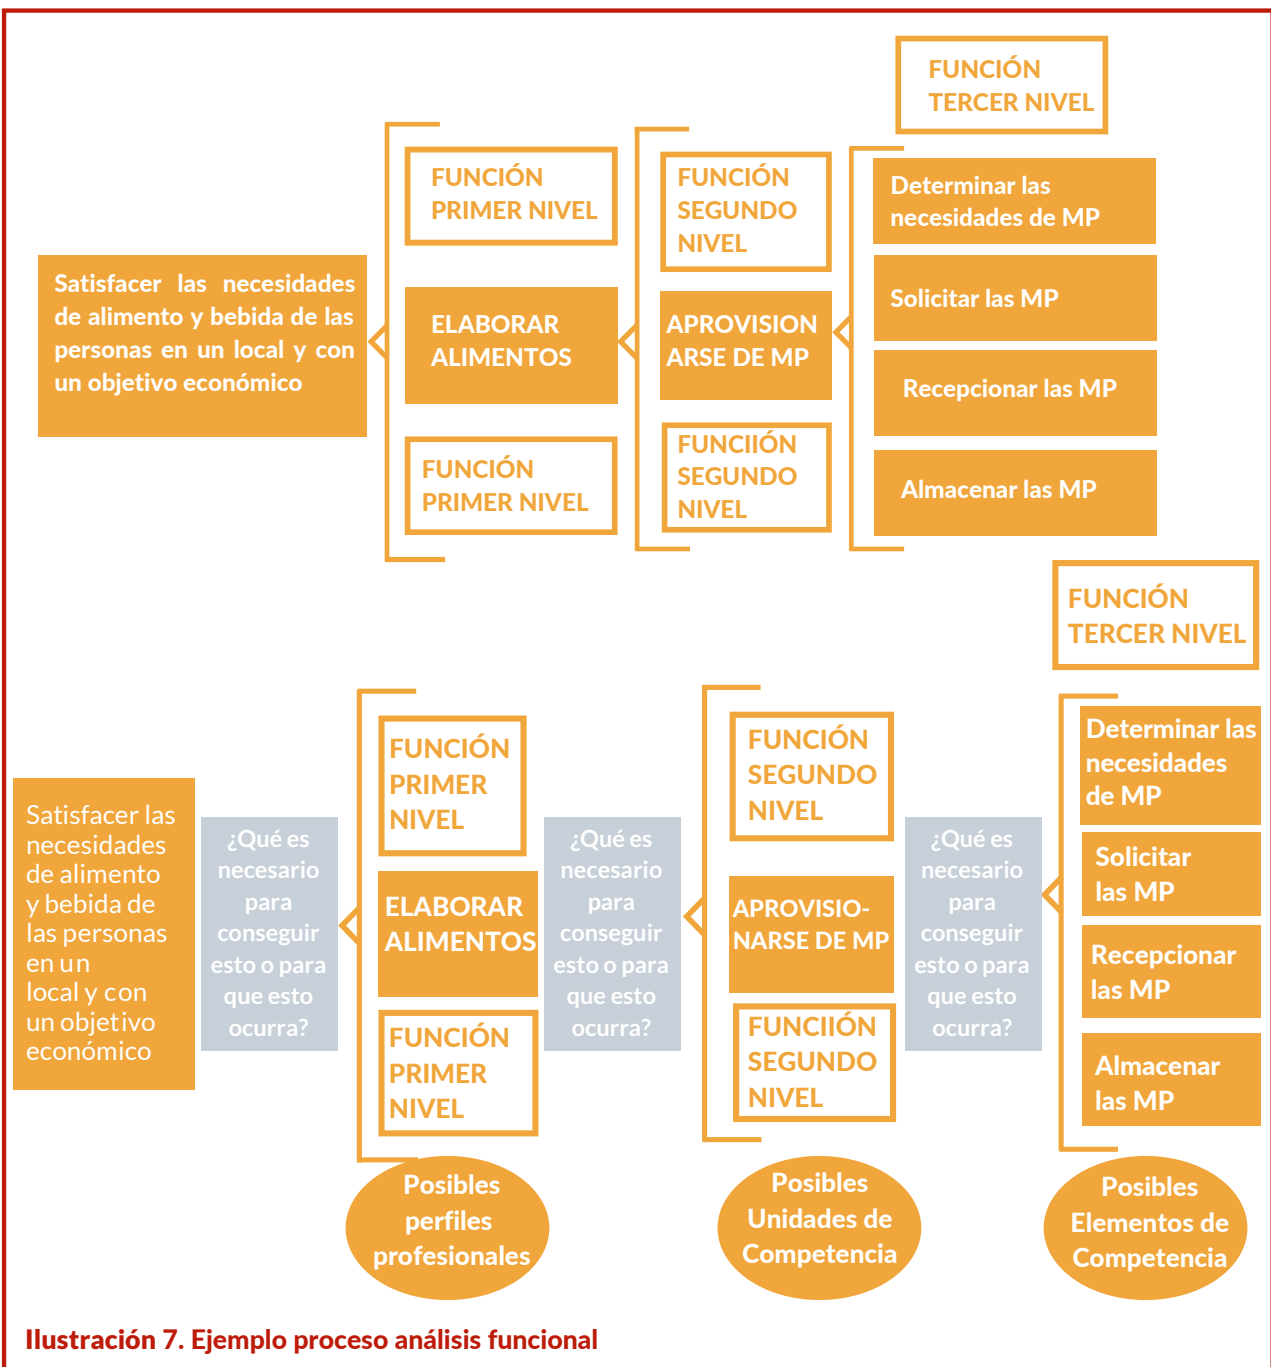 FUNCIÓN
TERCER NIVEL
FUNCIÓN
PRIMER NIVEL
FUNCIÓN
SEGUNDO
NIVEL
Determinar las
necesidades de MP
Satisfacer las necesidades
de alimento y bebida de las
personas en un local y con
un objetivo económico
ELABORAR
ALIMENTOS
APROVISION
ARSE DE MP
Solicitar las MP
Recepcionar las MP
FUNCIÓN
PRIMER NIVEL
FUNCIIÓN
SEGUNDO
NIVEL
Almacenar las MP
FUNCIÓN
TERCER NIVEL
Satisfacer las
necesidades
de alimento
y bebida de
las personas
en un
local y con
un objetivo
económico
¿Qué es
necesario
para
conseguir
esto o para
que esto
ocurra?
FUNCIÓN
PRIMER
NIVEL
ELABORAR
ALIMENTOS
FUNCIÓN
PRIMER
NIVEL
¿Qué es
necesario
para
conseguir
esto o para
que esto
ocurra?
FUNCIÓN
SEGUNDO
NIVEL
APROVISIO-
NARSE DE MP
FUNCIIÓN
SEGUNDO
NIVEL
¿Qué es
necesario
para
conseguir
esto o para
que esto
ocurra?
Determinar las
necesidades
de MP
Solicitar
las MP
Recepcionar
las MP
Almacenar
las MP
Posibles
perfiles
profesionales
Posibles
Unidades de
Competencia
Posibles
Elementos de
Competencia
Ilustración 7. Ejemplo proceso análisis funcional